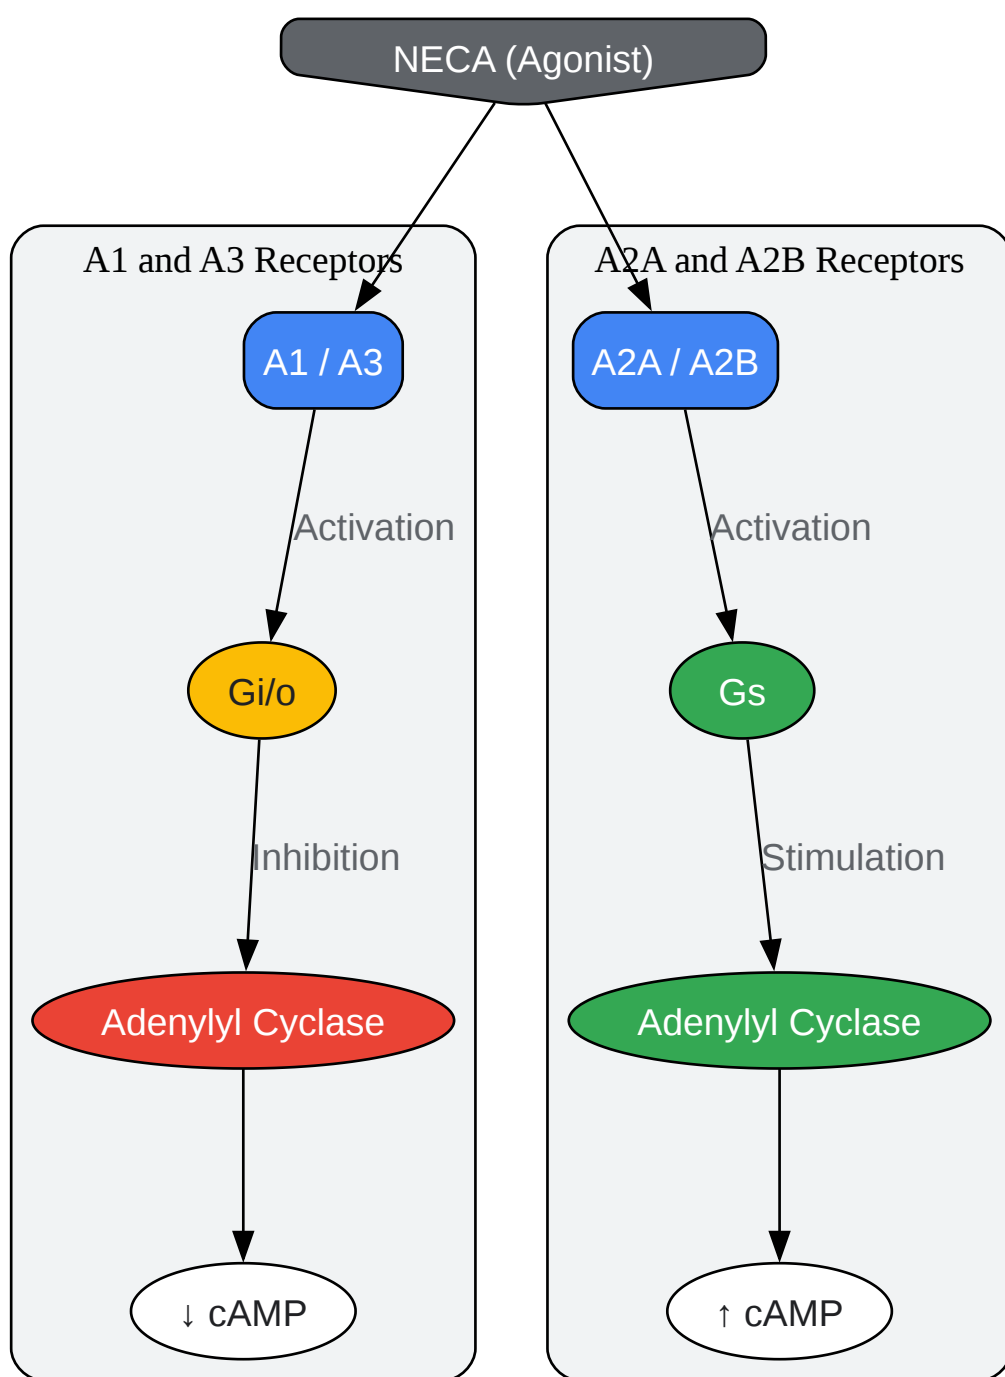 NECA (Agonist)
A1 and A3 Receptors
A1 / A3
Activation
Gi/o
Inhibition
Adenylyl Cyclase
↓ cAMP
A2A and A2B Receptors
A2A / A2B
Activation
Gs
Stimulation
Adenylyl Cyclase
↑ cAMP